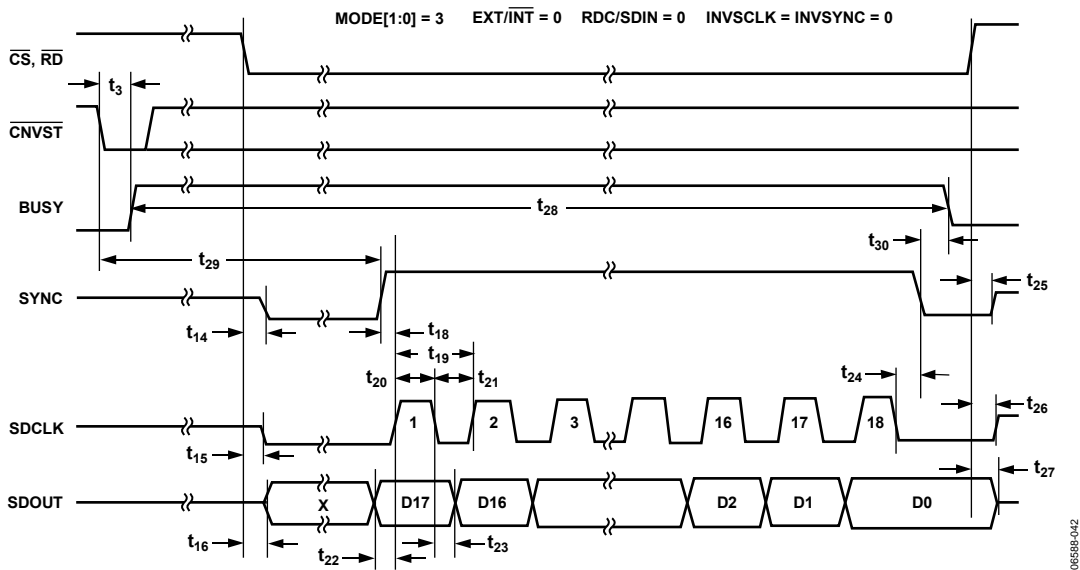 MODE[1:0] = 3 EXT/INT = 0 RDC/SDIN = 0 INVSCLK = INVSYNC = 0
CS, RD
t3
CNVST
BUSY
t28
t30
t29
SYNC
t25
t14
t18
t19
t20
t21
t24
t26
SDCLK
1 2 3 16 17 18
t15
t27
SDOUT
X D17 D16 D2 D1 D0
t16
t22
t23
06588-042